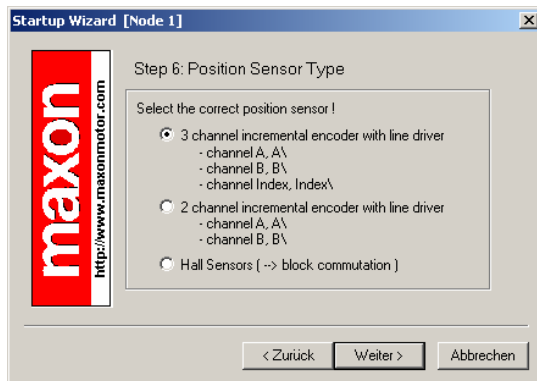 Startup Wizard [Node 1]
maxon
http://www.maxonmotor.com
Step 6: Position Sensor Type
Select the correct position sensor !
3 channel incremental encoder with line driver
- channel A, A\
- channel B, B\
- channel Index, Index\
2 channel incremental encoder with line driver
- channel A, A\
- channel B, B\
Hall Sensors ( --> block commutation )
< Zurück
Weiter >
Abbrechen